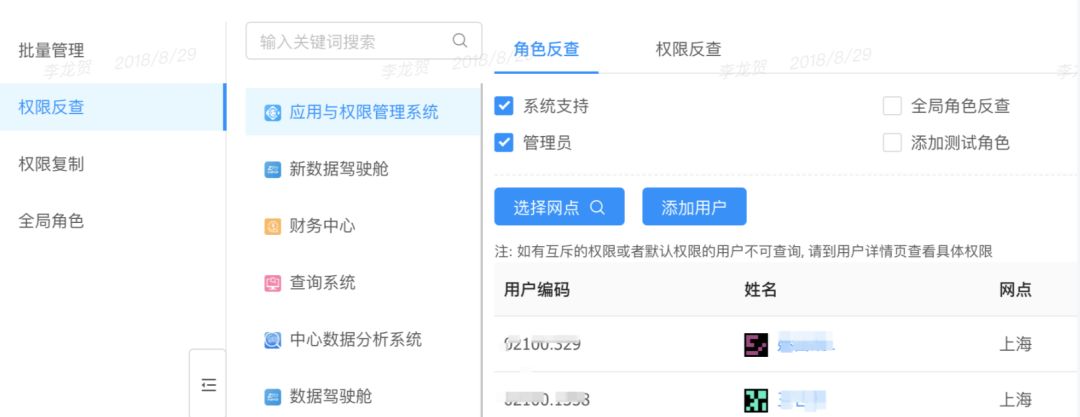 批量管理
权限反查
权限复制
全局角色
输入关键词搜索
应用与权限管理系统
新数据驾驶舱
财务中心
查询系统
中心数据分析系统
数据驾驶舱
角色反查 权限反查
系统支持 全局角色反查
管理员 添加测试角色
选择网点 添加用户
注: 如有互斥的权限或者默认权限的用户不可查询, 请到用户详情页查看具体权限
用户编码 姓名 网点
上海
上海
李龙贺 2018/8/29
李龙贺 2018/8/29
李龙贺 2018/8/29